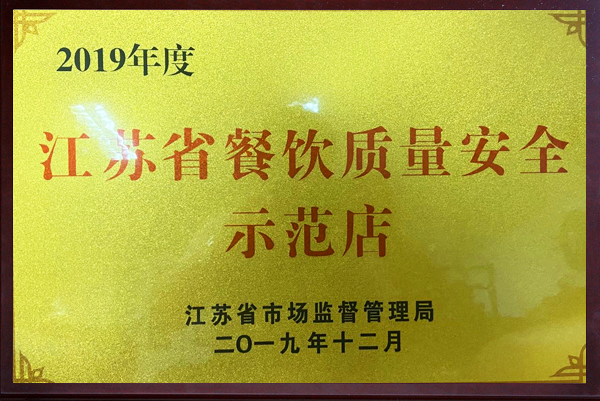 2019年度
江苏省餐饮质量安全
示范店
江苏省市场监督管理局
二〇一九年十二月